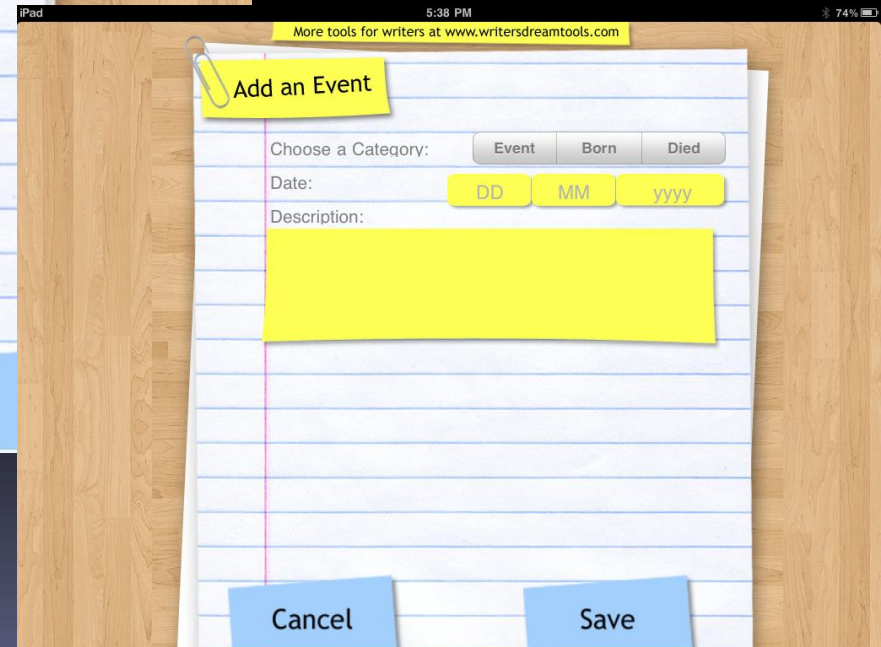 iPad 5:38 PM 74%
More tools for writers at www.writersdreamtools.com
Add an Event
Choose a Category: Event Born Died
Date: DD MM yyyy
Description:
Cancel Save